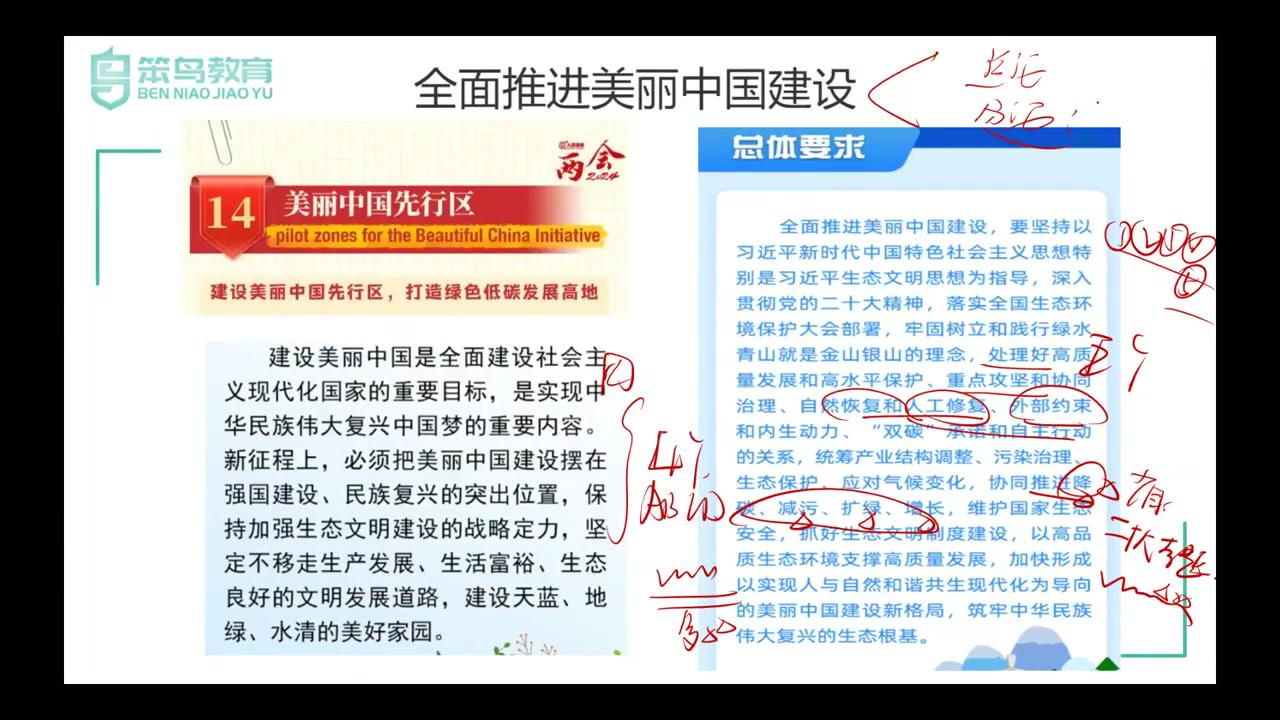 笨鸟教育
BEN NIAO JIAO YU
全面推进美丽中国建设
两会
2024
14
美丽中国先行区
pilot zones for the Beautiful China Initiative
建设美丽中国先行区，打造绿色低碳发展高地
建设美丽中国是全面建设社会主
义现代化国家的重要目标，是实现中
华民族伟大复兴中国梦的重要内容。
新征程上，必须把美丽中国建设摆在
强国建设、民族复兴的突出位置，保
持加强生态文明建设的战略定力，坚
定不移走生产发展、生活富裕、生态
良好的文明发展道路，建设天蓝、地
绿、水清的美好家园。
总体要求
全面推进美丽中国建设，要坚持以
习近平新时代中国特色社会主义思想特
别是习近平生态文明思想为指导，深入
贯彻党的二十大精神，落实全国生态环
境保护大会部署，牢固树立和践行绿水
青山就是金山银山的理念，处理好高质
量发展和高水平保护、重点攻坚和协同
治理、自然恢复和人工修复、外部约束
和内生动力、“双碳”承诺和自主行动
的关系，统筹产业结构调整、污染治理、
生态保护、应对气候变化，协同推进降
碳、减污、扩绿、增长，维护国家生态
安全，抓好生态文明制度建设，以高品
质生态环境支撑高质量发展，加快形成
以实现人与自然和谐共生现代化为导向
的美丽中国建设新格局，筑牢中华民族
伟大复兴的生态根基。